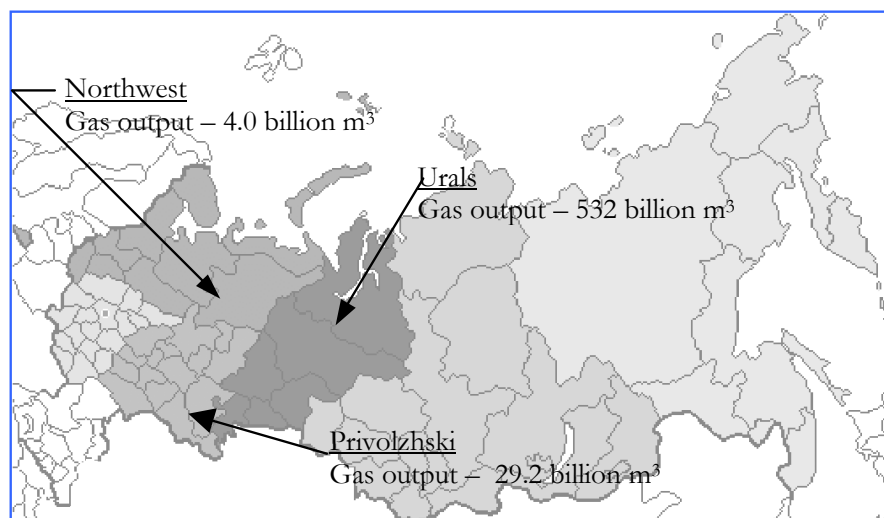 Northwest
Gas output – 4.0 billion m³
Urals
Gas output – 532 billion m³
Privolzhski
Gas output –  29.2 billion m³